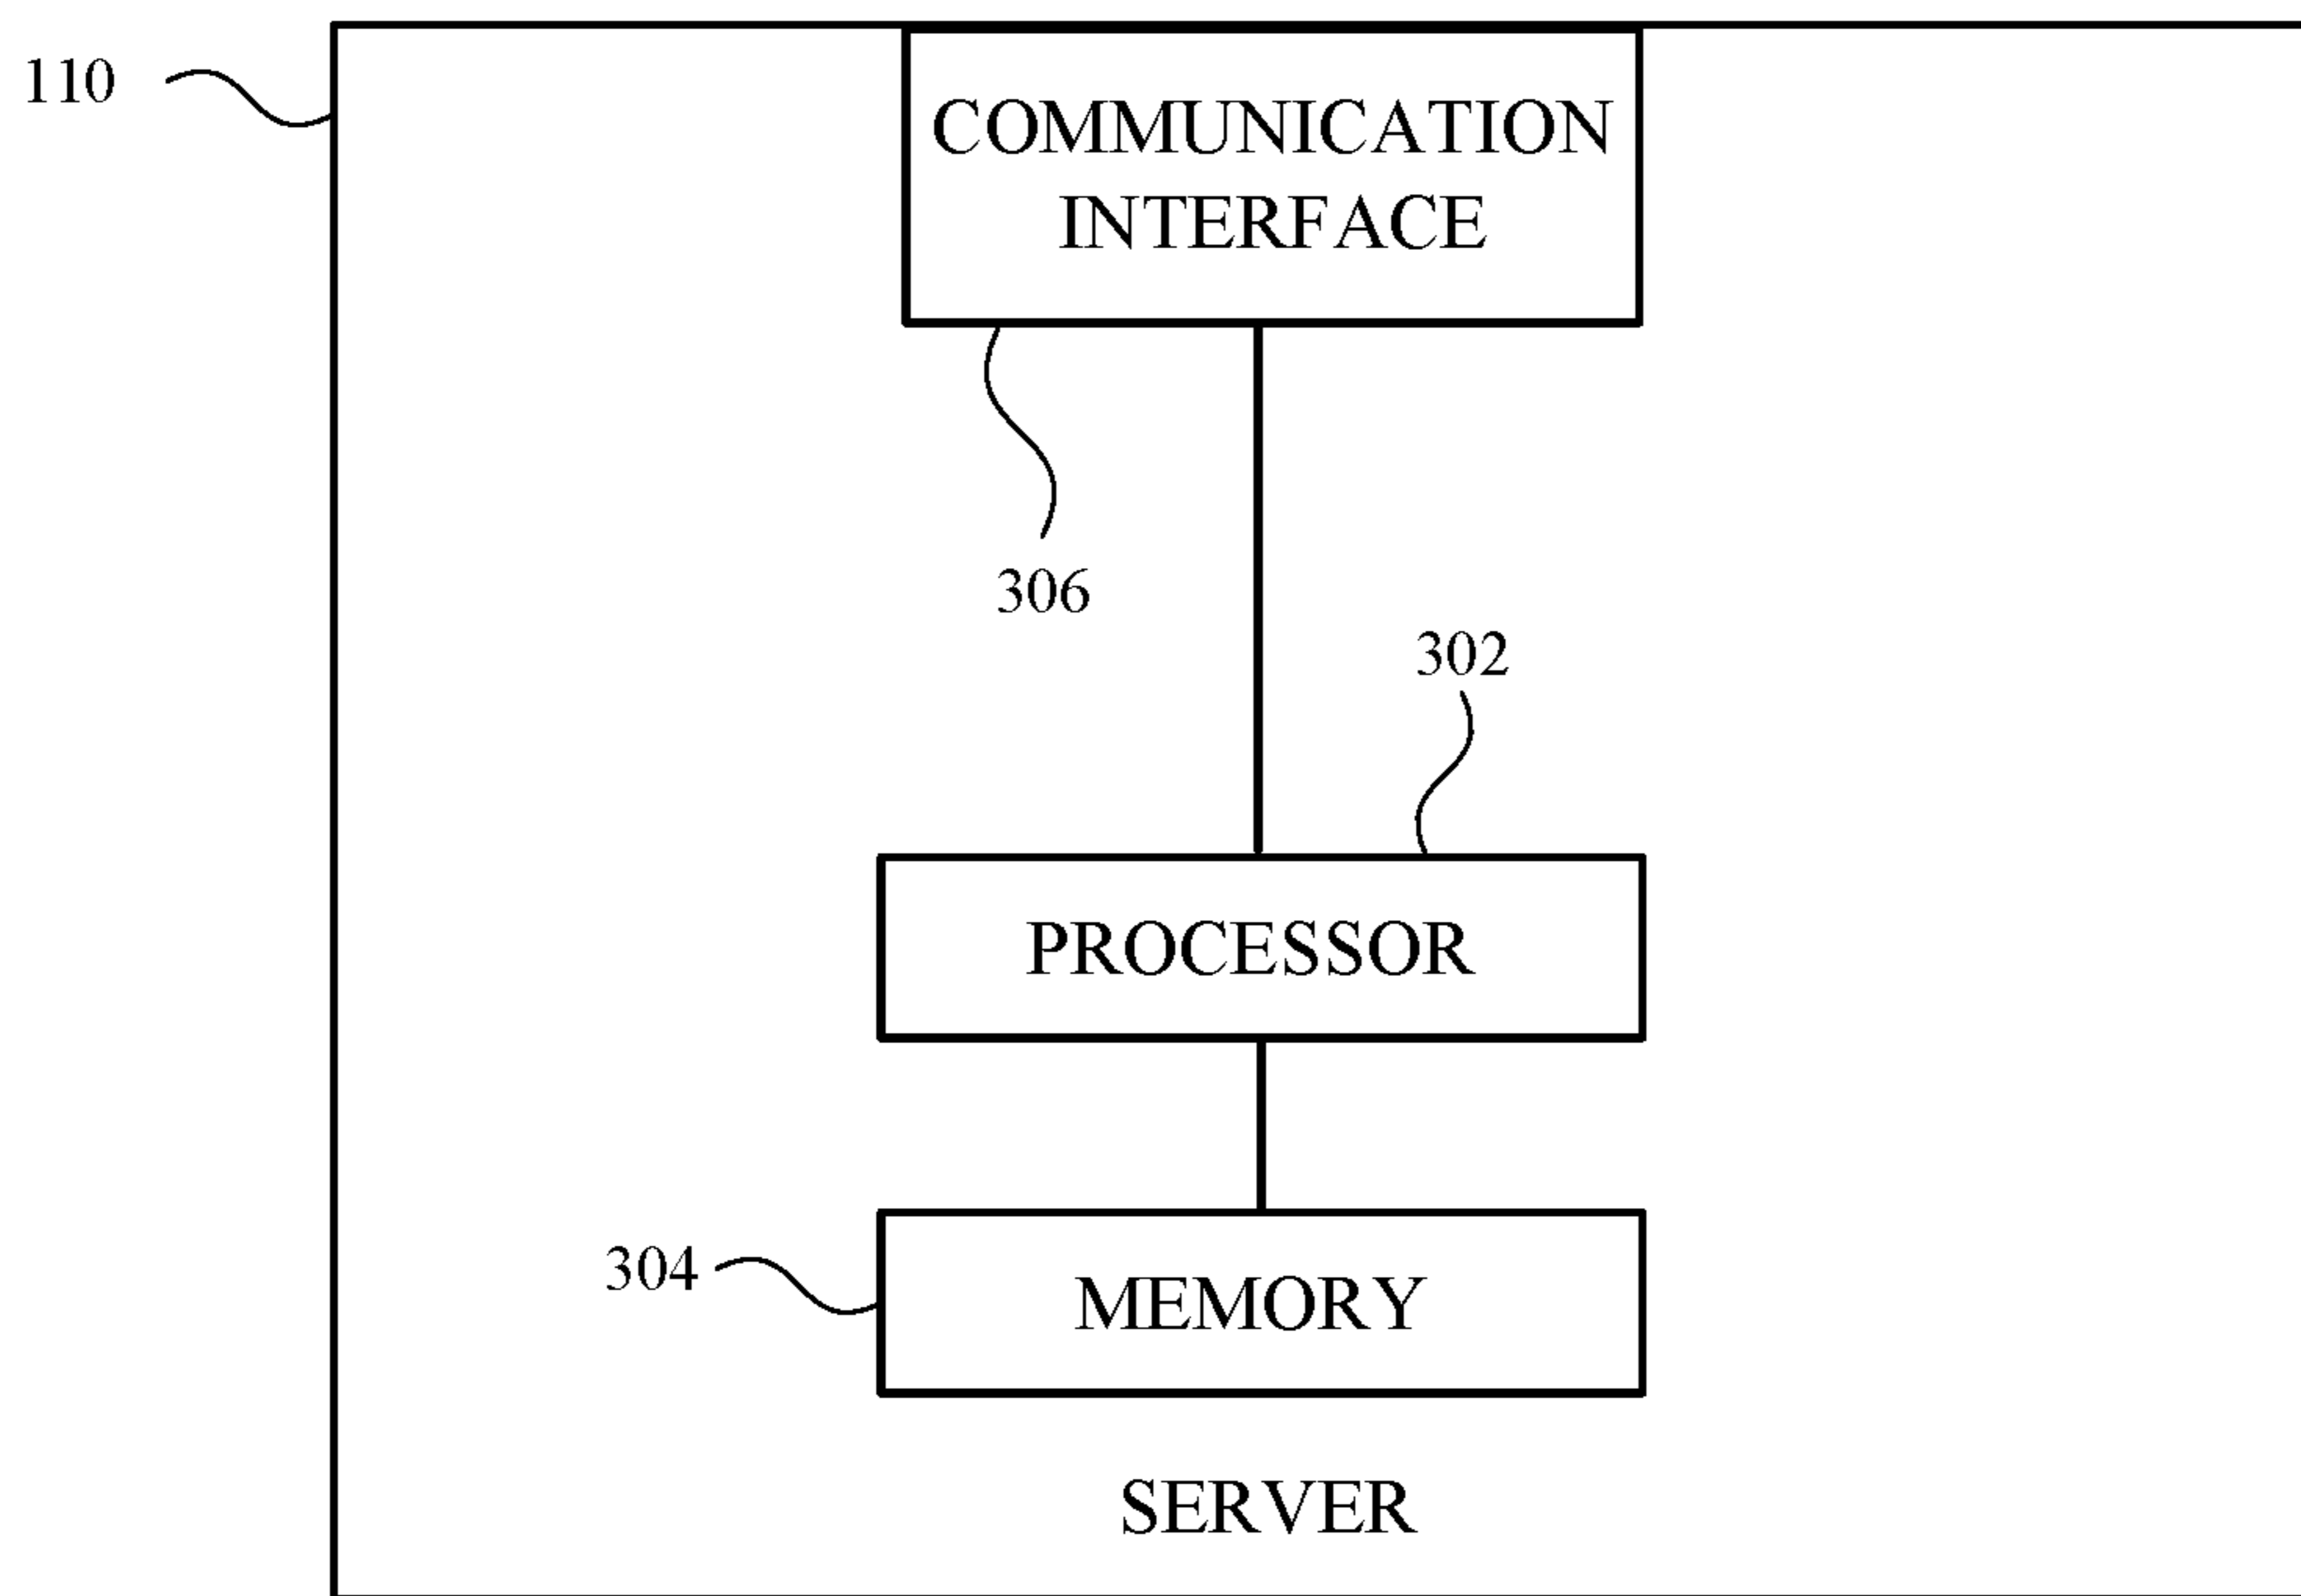 110
COMMUNICATION
INTERFACE
306
302
PROCESSOR
304
MEMORY
SERVER